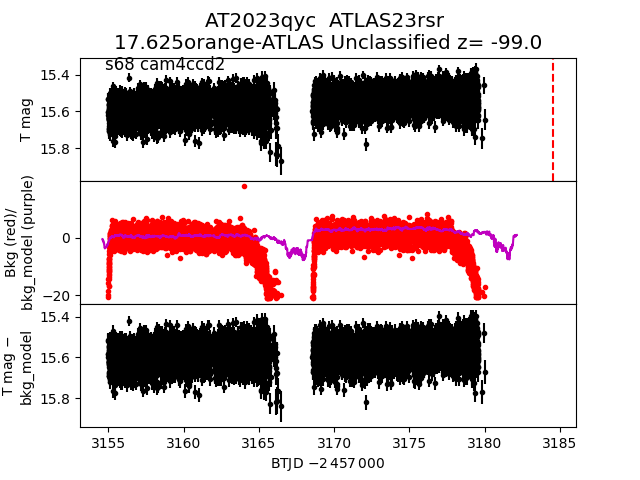 AT2023qyc  ATLAS23rsr
17.625orange-ATLAS Unclassified z= -99.0
s68 cam4ccd2
15.4
15.6
15.8
T mag
0
−20
Bkg (red)/
bkg_model (purple)
15.4
15.6
15.8
T mag −
bkg_model
3155 3160 3165 3170 3175 3180 3185
BTJD −2 457 000